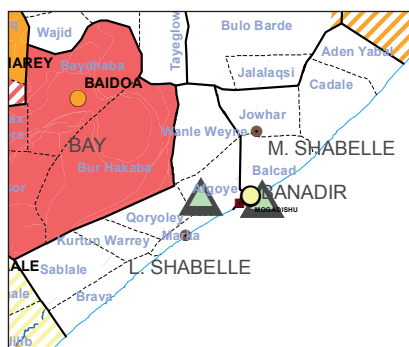 Bulo Barde
Wajid
Tayeglow
Aden Yabal
AREY
Baydhaba
Jalalaqsi
BAIDOA
Cadale
Jowhar
Wanle Weyne
BAY
M. SHABELLE
Bur Hakaba
Balcad
Afgoye
BANADIR
MOGADISHU
Qoryoley
Kurtun Warrey
Marka
ALE
Sablale
L. SHABELLE
Brava
Jilib